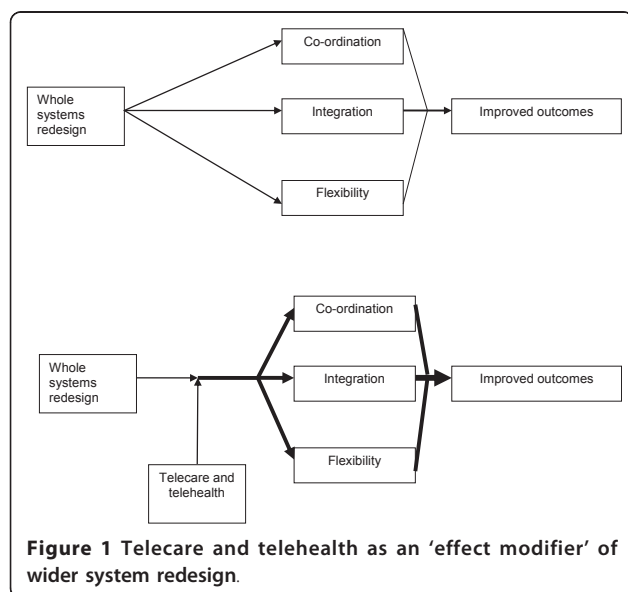 Co-ordination
Whole
systems
redesign
Integration
Improved outcomes
Flexibility
Co-ordination
Whole
systems
redesign
Integration
Improved outcomes
Flexibility
Telecare and
telehealth
Figure 1 Telecare and telehealth as an ‘effect modifier’ of
wider system redesign.